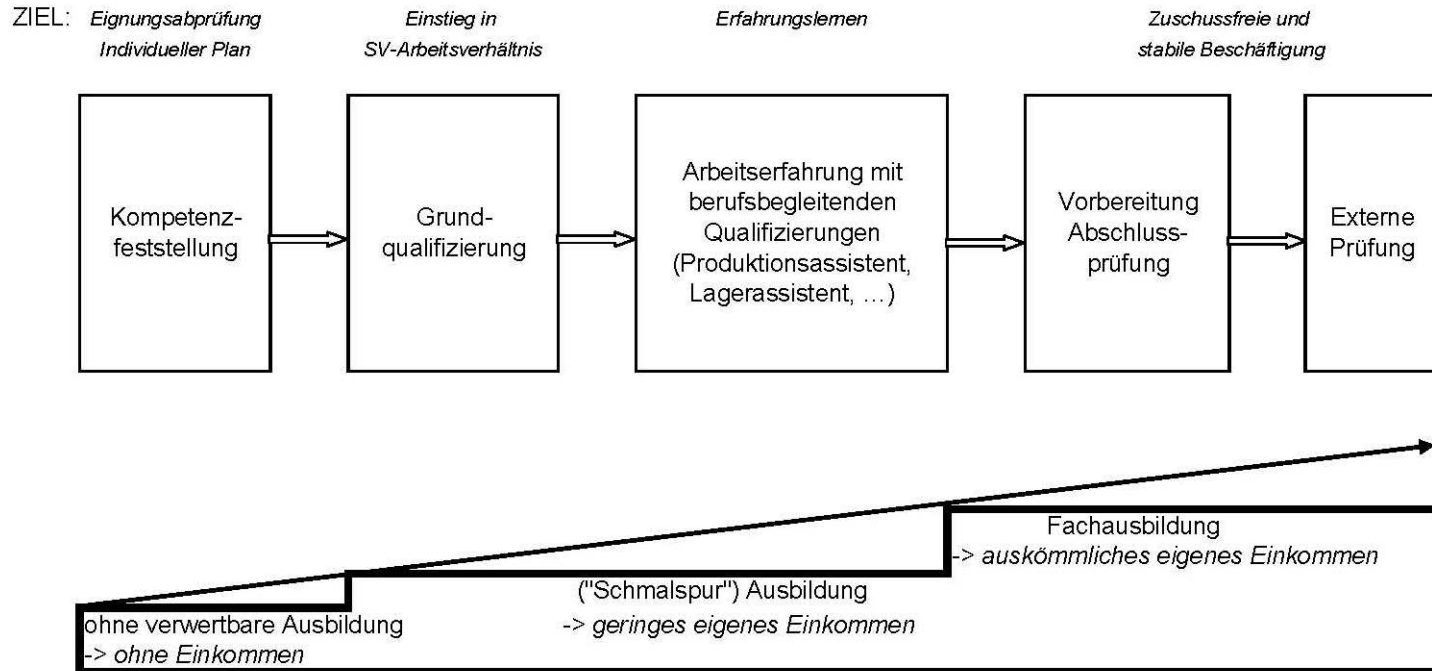 ZIEL:
Eignungsabprüfung
Individueller Plan
Einstieg in
SV-Arbeitsverhältnis
Erfahrungslernen
Zuschussfreie und
stabile Beschäftigung
Kompetenz-
feststellung
Grund-
qualifizierung
Arbeitserfahrung mit
berufsbegleitenden
Qualifizierungen
(Produktionsassistent,
Lagerassistent, …)
Vorbereitung
Abschluss-
prüfung
Externe
Prüfung
ohne verwertbare Ausbildung
-> ohne Einkommen
("Schmalspur") Ausbildung
-> geringes eigenes Einkommen
Fachausbildung
-> auskömmliches eigenes Einkommen